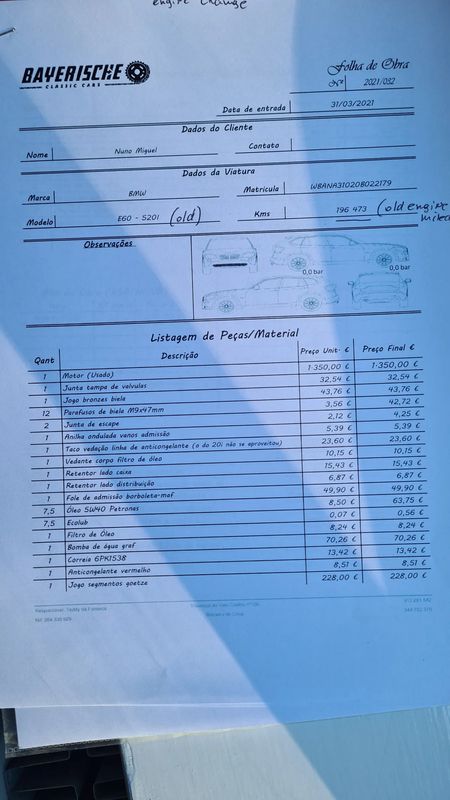 engine change
BAYERISCHE
CLASSIC CARS
Folha de Obra
Nº 2021/032
Data de entrada 31/03/2021
Dados do Cliente
Nome Nuno Miguel Contacto
Dados da Viatura
Marca BMW Matricula WBANA31020B022179
Modelo E60 - 520I (old) Kms 196 473 (old engine
Observações
0,0 bar 0,0 bar
Listagem de Peças/Material
Qant Descrição Preço Unit. € Preço Final €
1 Motor (Usado) 1·350,00 € 1·350,00 €
1 Junta tampa de valvulas 32,54 € 32,54 €
1 Jogo bronzes biela 43,76 € 43,76 €
12 Parafusos de biela M9x47mm 3,56 € 42,72 €
2 Junta de escape 2,12 € 4,25 €
1 Anilha ondulada vanos admissão 5,39 € 5,39 €
1 Taco vedação linha de anticongelante (o do 20i não se aproveitou) 23,60 € 23,60 €
1 Vedante corpo filtro de óleo 10,15 € 10,15 €
1 Retentor lado caixa 15,43 € 15,43 €
1 Retentor lado distribuição 6,87 € 6,87 €
1 Fole de admissão borboleta-maf 49,90 € 49,90 €
7,5 Óleo 5W40 Petronas 8,50 € 63,75 €
7,5 Ecolub 0,07 € 0,56 €
1 Filtro de Óleo 8,24 € 8,24 €
1 Bomba de água graf 70,26 € 70,26 €
1 Correia 6PK1538 13,42 € 13,42 €
1 Anticongelante vermelho 8,51 € 8,51 €
1 Jogo segmentos goetze 228,00 € 228,00 €